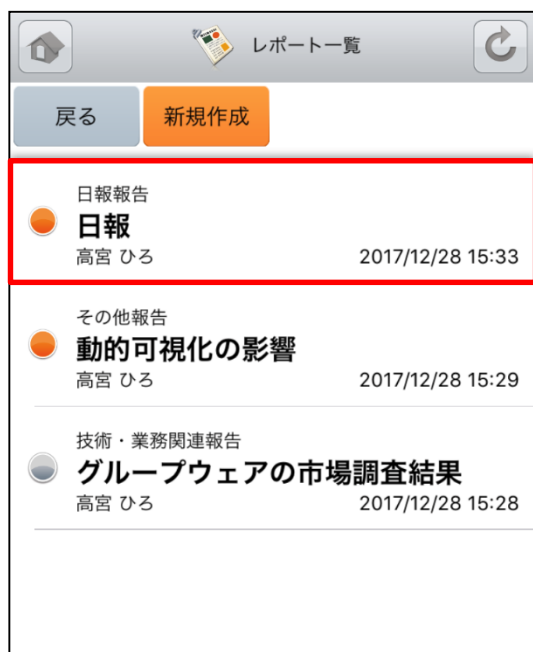 レポート一覧
戻る
新規作成
日報報告
日報
高宮 ひろ 2017/12/28 15:33
その他報告
動的可視化の影響
高宮 ひろ 2017/12/28 15:29
技術・業務関連報告
グループウェアの市場調査結果
高宮 ひろ 2017/12/28 15:28